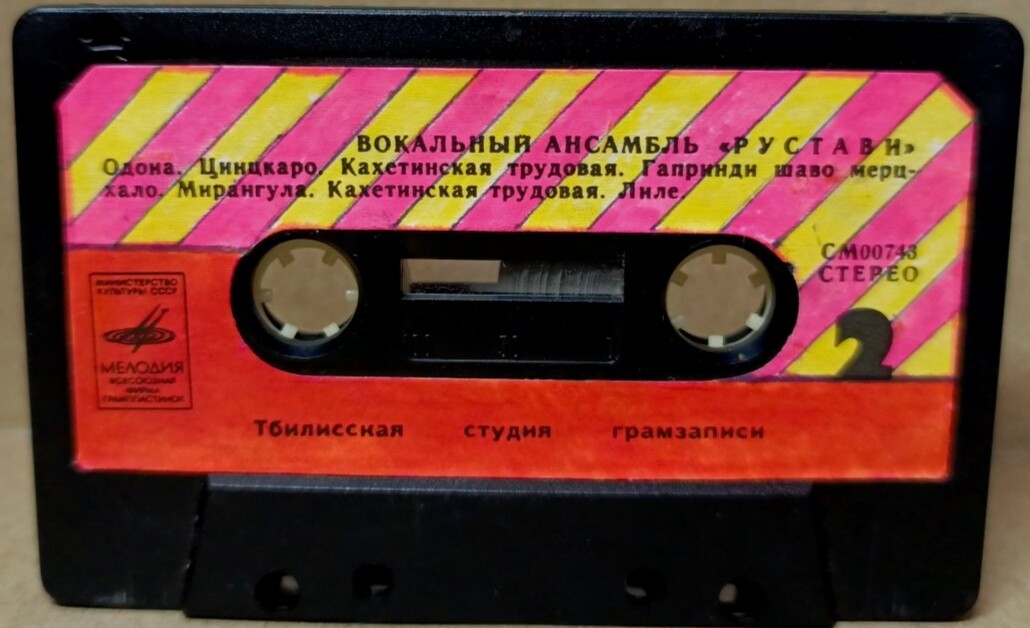 ВОКАЛЬНЫЙ АНСАМБЛЬ «РУСТАВИ»
Одона. Цинцкаро. Кахетинская трудовая. Гапринди шаво мерц-
хало. Мирангула. Кахетинская трудовая. Лиле.
СМ00743
СТЕРЕО
2
МИНИСТЕРСТВО
КУЛЬТУРЫ СССР
МЕЛОДИЯ
ВСЕСОЮЗНАЯ
ФИРМА
ГРАМПЛАСТИНОК
Тбилисская студия грамзаписи